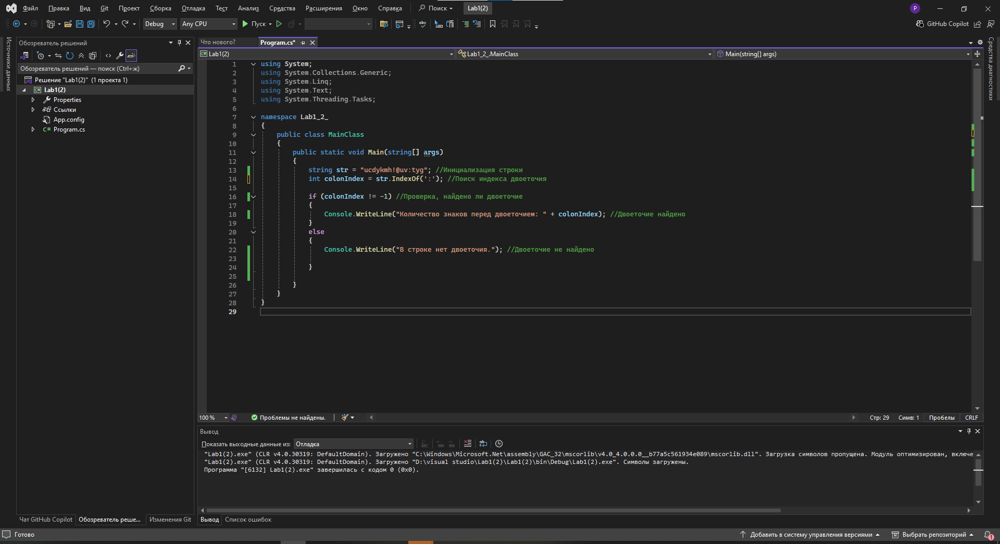 Файл Правка Вид Git Проект Сборка Отладка Тест Анализ Средства Расширения Окно Справка Поиск Lab1(2) P
Debug Any CPU Пуск GitHub Copilot
Источники данных
Обозреватель решений
Обозреватель решений — поиск (Ctrl+ж)
Решение "Lab1(2)" (1 проекта 1)
C# Lab1(2)
Properties
Ссылки
App.config
C# Program.cs
Чат GitHub Copilot Обозреватель реше... Изменения Git
Что нового? Program.cs*
C# Lab1(2) Lab1_2_.MainClass Main(string[] args)
1 using System;
2 using System.Collections.Generic;
3 using System.Linq;
4 using System.Text;
5 using System.Threading.Tasks;
6
7 namespace Lab1_2_
8 {
9 public class MainClass
10 {
11 public static void Main(string[] args)
12 {
13 string str = "ucdykmh!@uv:tyg"; //Инициализация строки
14 int colonIndex = str.IndexOf(':'); //Поиск индекса двоеточия
15
16 if (colonIndex != -1) //Проверка, найдено ли двоеточие
17 {
18 Console.WriteLine("Количество знаков перед двоеточием: " + colonIndex); //Двоеточие найдено
19 }
20 else
21 {
22 Console.WriteLine("В строке нет двоеточия."); //Двоеточие не найдено
23
24 }
25
26 }
27 }
28 }
29
100 % Проблемы не найдены. Стр: 29 Симв: 1 Пробелы CRLF
Вывод
Показать выходные данные из: Отладка
"Lab1(2).exe" (CLR v4.0.30319: DefaultDomain). Загружено "C:\Windows\Microsoft.Net\assembly\GAC_32\mscorlib\v4.0_4.0.0.0__b77a5c561934e089\mscorlib.dll". Загрузка символов пропущена. Модуль оптимизирован, включе
"Lab1(2).exe" (CLR v4.0.30319: DefaultDomain). Загружено "D:\visual studio\Lab1(2)\Lab1(2)\bin\Debug\Lab1(2).exe". Символы загружены.
Программа "[6132] Lab1(2).exe" завершилась с кодом 0 (0x0).
Вывод Список ошибок
Средства диагностики
Готово Добавить в систему управления версиями Выбрать репозиторий 1